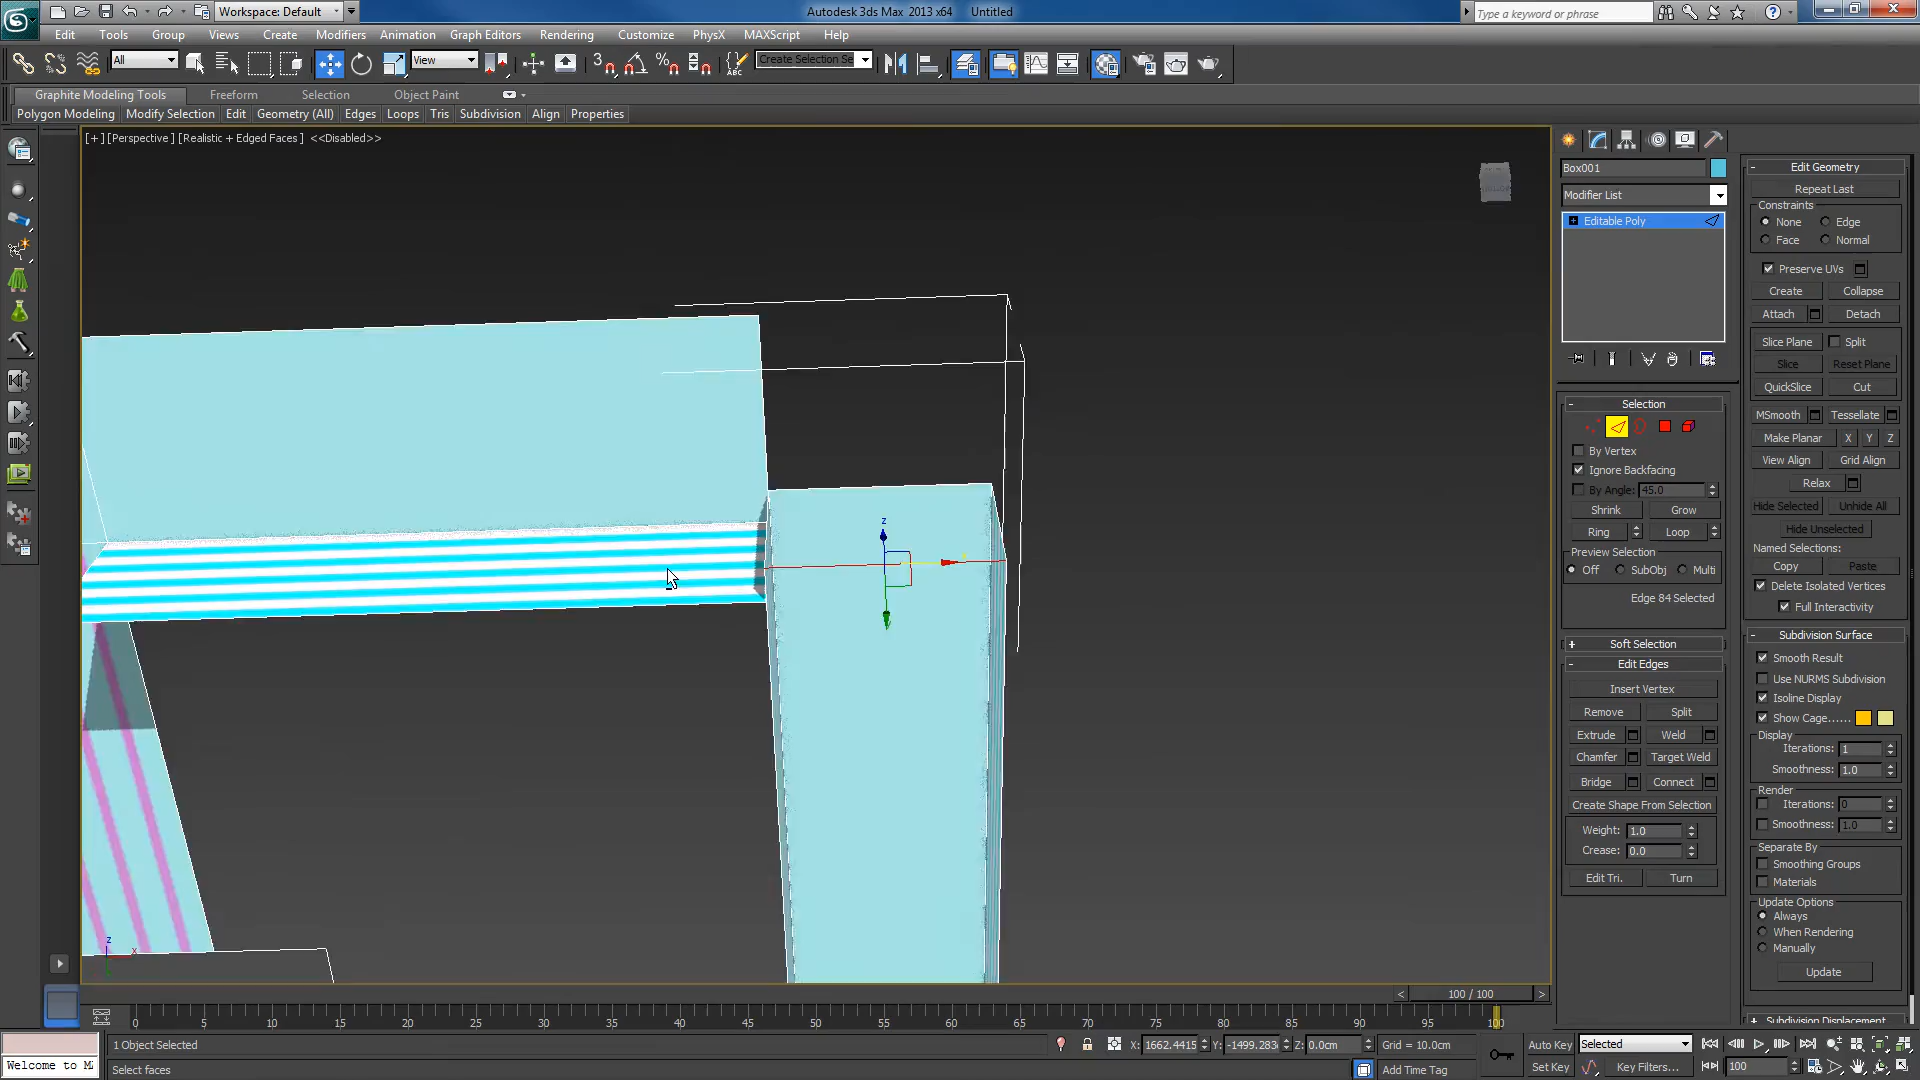 Workspace: Default
Autodesk 3ds Max 2013 x64 Untitled
Type a keyword or phrase
Edit Tools Group Views Create Modifiers Animation Graph Editors Rendering Customize PhysX MAXScript Help
All View 3 % ABC Create Selection Se
Graphite Modeling Tools Freeform Selection Object Paint
Polygon Modeling Modify Selection Edit Geometry (All) Edges Loops Tris Subdivision Align Properties
[+] [Perspective] [Realistic + Edged Faces] <<Disabled>>
z
z x
Box001
Modifier List
Editable Poly
Selection
By Vertex
Ignore Backfacing
By Angle: 45.0
Shrink Grow
Ring Loop
Preview Selection
Off SubObj Multi
Edge 84 Selected
Soft Selection
Edit Edges
Insert Vertex
Remove Split
Extrude Weld
Chamfer Target Weld
Bridge Connect
Create Shape From Selection
Weight: 1.0
Crease: 0.0
Edit Tri. Turn
Edit Geometry
Repeat Last
Constraints
None Edge
Face Normal
Preserve UVs
Create Collapse
Attach Detach
Slice Plane Split
Slice Reset Plane
QuickSlice Cut
MSmooth Tessellate
Make Planar X Y Z
View Align Grid Align
Relax
Hide Selected Unhide All
Hide Unselected
Named Selections:
Copy Paste
Delete Isolated Vertices
Full Interactivity
Subdivision Surface
Smooth Result
Use NURMS Subdivision
Isoline Display
Show Cage......
Display
Iterations: 1
Smoothness: 1.0
Render
Iterations: 0
Smoothness: 1.0
Separate By
Smoothing Groups
Materials
Update Options
Always
When Rendering
Manually
Update
Subdivision Displacement
< 100 / 100 >
0 5 10 15 20 25 30 35 40 45 50 55 60 65 70 75 80 85 90 95 100
1 Object Selected X: 1662.4415 Y: -1499.283 Z: 0.0cm Grid = 10.0cm Auto Key Selected
Welcome to M Select faces Add Time Tag Set Key Key Filters... 100